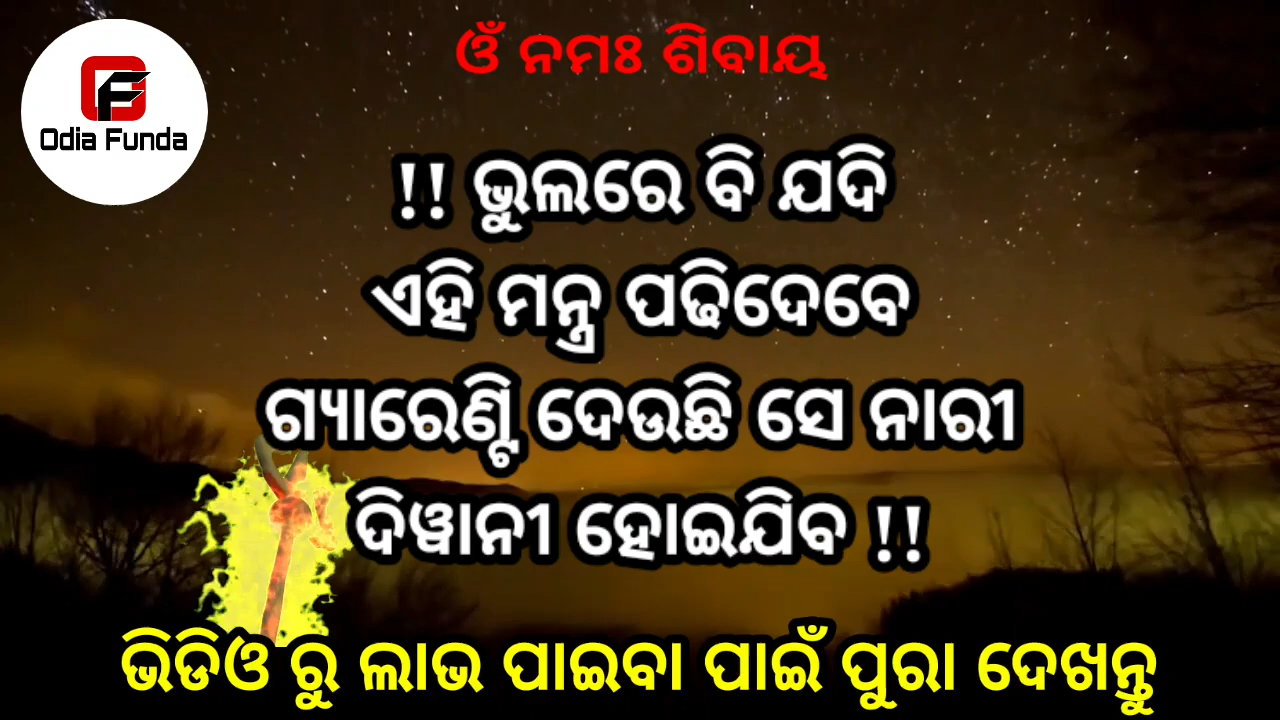 ଓଁ ନମଃ ଶିବାୟ
Odia Funda
!! ଭୁଲରେ ବି ଯଦି
ଏହି ମନ୍ତ୍ର ପଢିଦେବେ
ଗ୍ୟାରେଣ୍ଟି ଦେଉଛି ସେ ନାରୀ
ଦିୱାନୀ ହୋଇଯିବ !!
ଭିଡିଓ ରୁ ଲାଭ ପାଇବା ପାଇଁ ପୁରା ଦେଖନ୍ତୁ